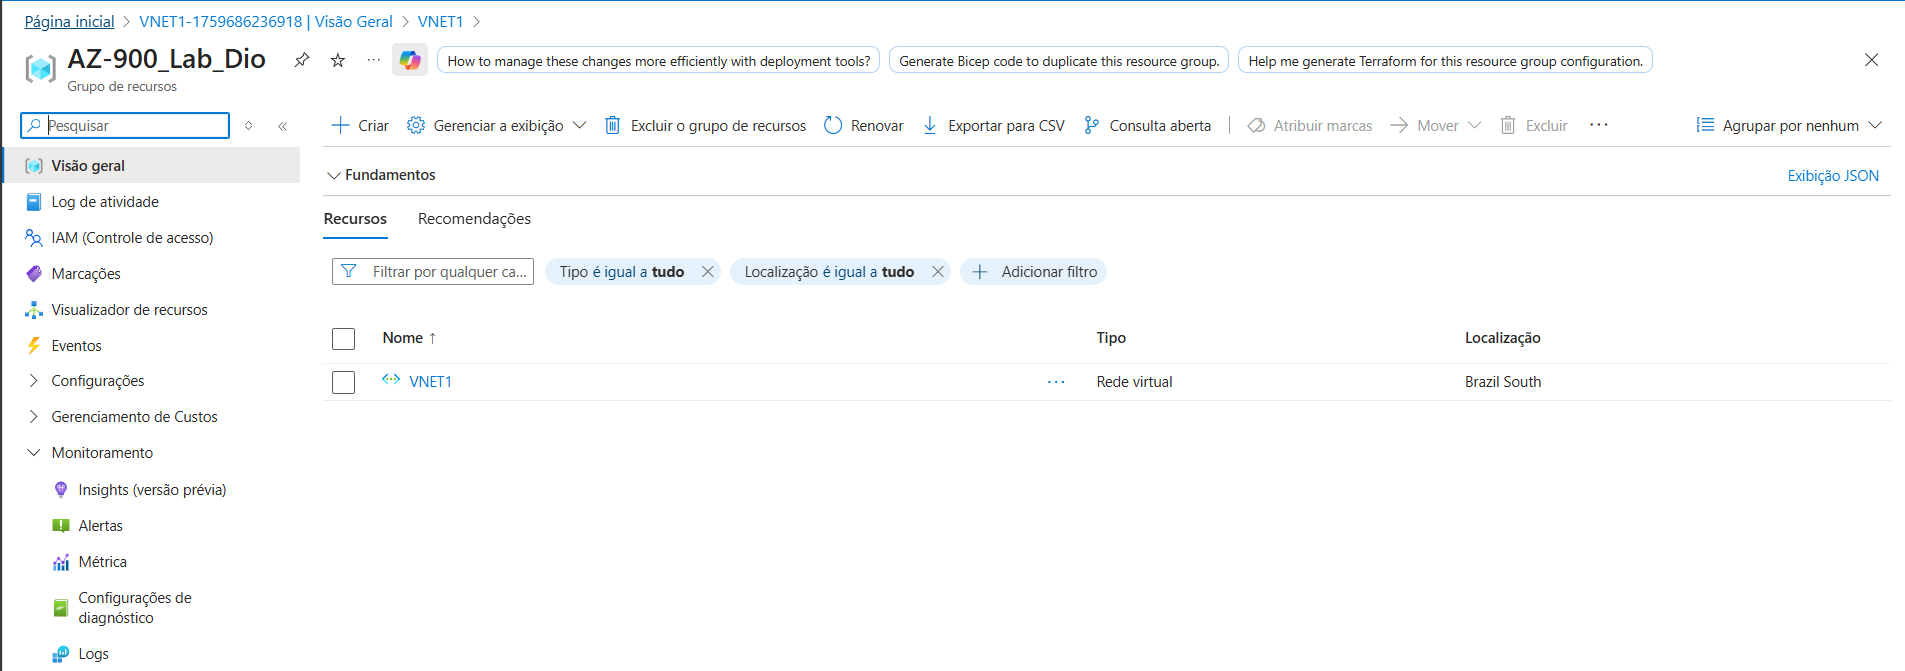 Página inicial > VNET1-1759686236918 | Visão Geral > VNET1 >
AZ-900_Lab_Dio
How to manage these changes more efficiently with deployment tools?
Generate Bicep code to duplicate this resource group.
Help me generate Terraform for this resource group configuration.
Grupo de recursos
Pesquisar
Criar
Gerenciar a exibição
Excluir o grupo de recursos
Renovar
Exportar para CSV
Consulta aberta
Atribuir marcas
Mover
Excluir
Agrupar por nenhum
Visão geral
Log de atividade
IAM (Controle de acesso)
Marcações
Visualizador de recursos
Eventos
Configurações
Gerenciamento de Custos
Monitoramento
Insights (versão prévia)
Alertas
Métrica
Configurações de
diagnóstico
Logs
Fundamentos
Exibição JSON
Recursos
Recomendações
Filtrar por qualquer ca...
Tipo é igual a tudo
Localização é igual a tudo
Adicionar filtro
Nome ↑
Tipo
Localização
VNET1
Rede virtual
Brazil South